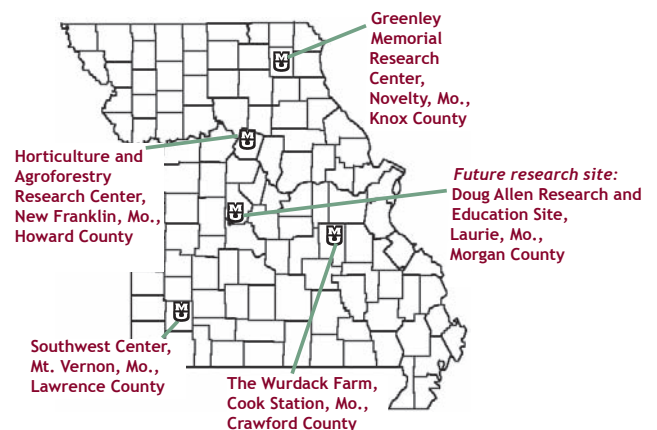 Greenley
Memorial
Research
Center,
Novelty, Mo.,
Knox County
Horticulture and
Agroforestry
Research Center,
New Franklin, Mo.,
Howard County
Future research site:
Doug Allen Research and
Education Site,
Laurie, Mo.,
Morgan County
Southwest Center,
Mt. Vernon, Mo.,
Lawrence County
The Wurdack Farm,
Cook Station, Mo.,
Crawford County